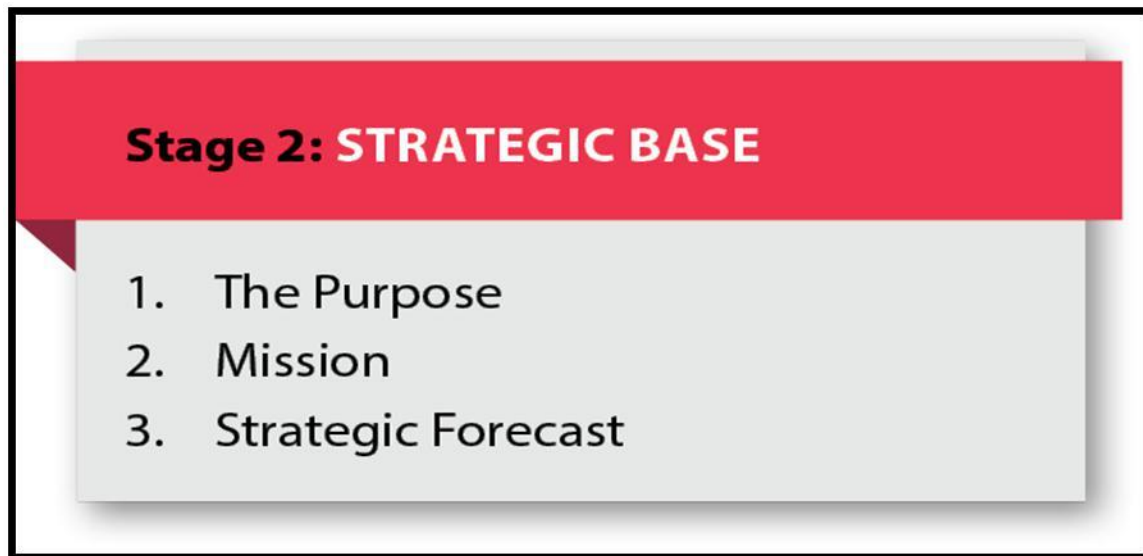 Stage 2: STRATEGIC BASE
1. The Purpose
2. Mission
3. Strategic Forecast